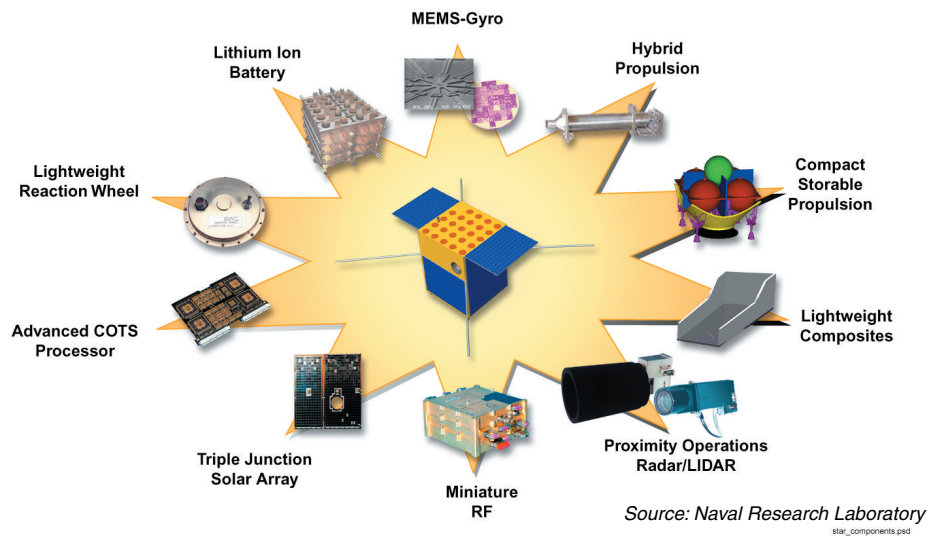 MEMS-Gyro
Lithium Ion
Battery
Hybrid
Propulsion
Lightweight
Reaction Wheel
Compact
Storable
Propulsion
Advanced COTS
Processor
Lightweight
Composites
Triple Junction
Solar Array
Miniature
RF
Proximity Operations
Radar/LIDAR
Source: Naval Research Laboratory
star_components.psd